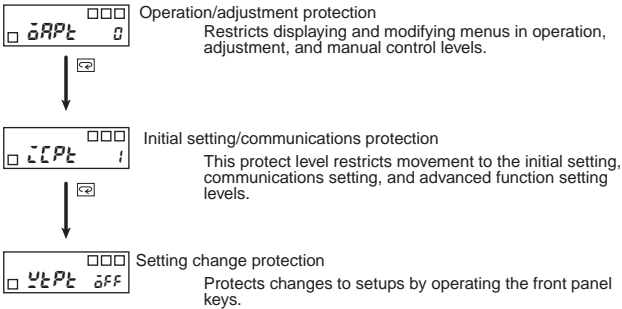 Operation/adjustment protection
oAPt 0
Restricts displaying and modifying menus in operation,
adjustment, and manual control levels.
Initial setting/communications protection
iCPt 1
This protect level restricts movement to the initial setting,
communications setting, and advanced function setting
levels.
Setting change protection
WtPt oFF
Protects changes to setups by operating the front panel
keys.